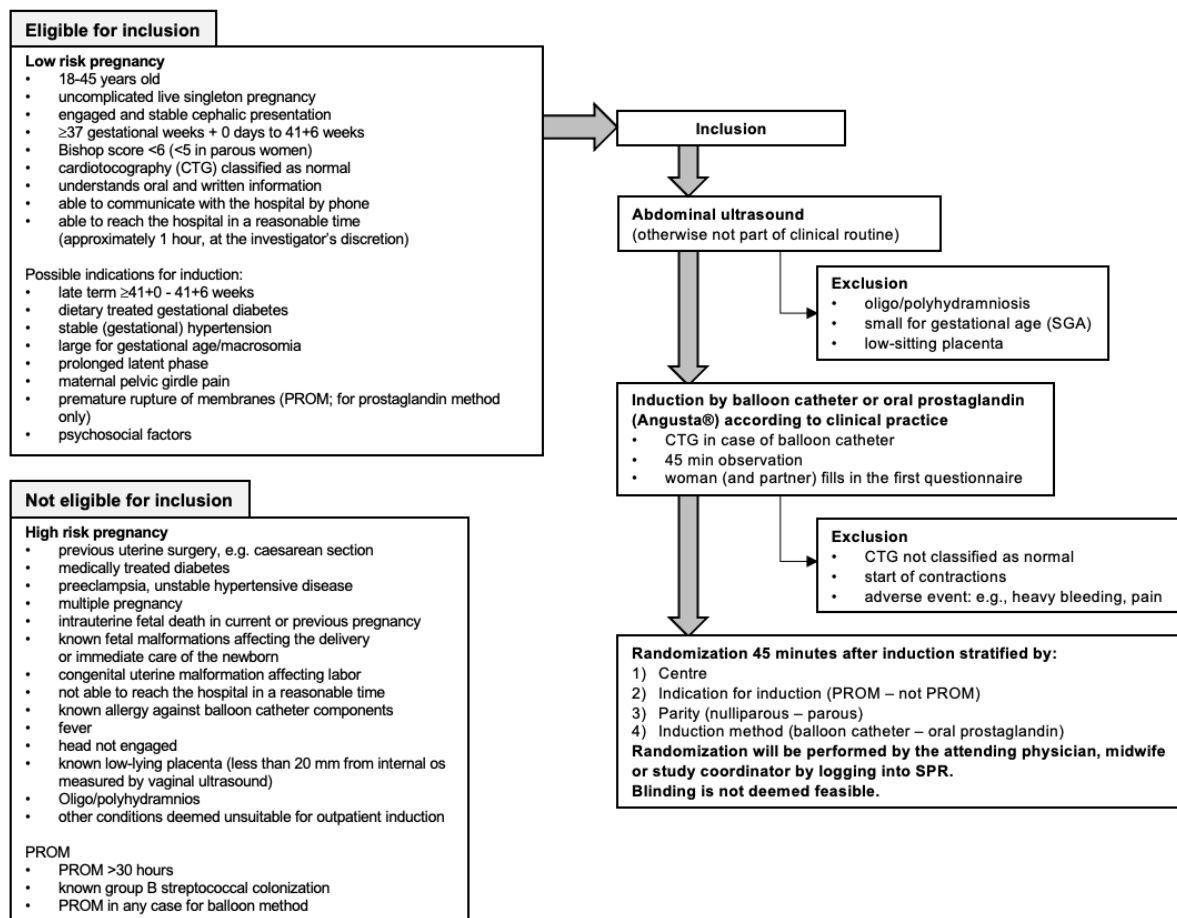 Eligible for inclusion
Low risk pregnancy
• 18-45 years old
• uncomplicated live singleton pregnancy
• engaged and stable cephalic presentation
• ≥37 gestational weeks + 0 days to 41+6 weeks
• Bishop score <6 (<5 in parous women)
• cardiotocography (CTG) classified as normal
• understands oral and written information
• able to communicate with the hospital by phone
• able to reach the hospital in a reasonable time
(approximately 1 hour, at the investigator's discretion)
Possible indications for induction:
• late term ≥41+0 - 41+6 weeks
• dietary treated gestational diabetes
• stable (gestational) hypertension
• large for gestational age/macrosomia
• prolonged latent phase
• maternal pelvic girdle pain
• premature rupture of membranes (PROM; for prostaglandin method
only)
• psychosocial factors
Not eligible for inclusion
High risk pregnancy
• previous uterine surgery, e.g. caesarean section
• medically treated diabetes
• preeclampsia, unstable hypertensive disease
• multiple pregnancy
• intrauterine fetal death in current or previous pregnancy
• known fetal malformations affecting the delivery
or immediate care of the newborn
• congenital uterine malformation affecting labor
• not able to reach the hospital in a reasonable time
• known allergy against balloon catheter components
• fever
• head not engaged
• known low-lying placenta (less than 20 mm from internal os
measured by vaginal ultrasound)
• Oligo/polyhydramnios
• other conditions deemed unsuitable for outpatient induction
PROM
• PROM >30 hours
• known group B streptococcal colonization
• PROM in any case for balloon method
Inclusion
Abdominal ultrasound
(otherwise not part of clinical routine)
Exclusion
• oligo/polyhydramniosis
• small for gestational age (SGA)
• low-sitting placenta
Induction by balloon catheter or oral prostaglandin
(Angusta®) according to clinical practice
• CTG in case of balloon catheter
• 45 min observation
• woman (and partner) fills in the first questionnaire
Exclusion
• CTG not classified as normal
• start of contractions
• adverse event: e.g., heavy bleeding, pain
Randomization 45 minutes after induction stratified by:
1) Centre
2) Indication for induction (PROM – not PROM)
3) Parity (nulliparous – parous)
4) Induction method (balloon catheter – oral prostaglandin)
Randomization will be performed by the attending physician, midwife
or study coordinator by logging into SPR.
Blinding is not deemed feasible.